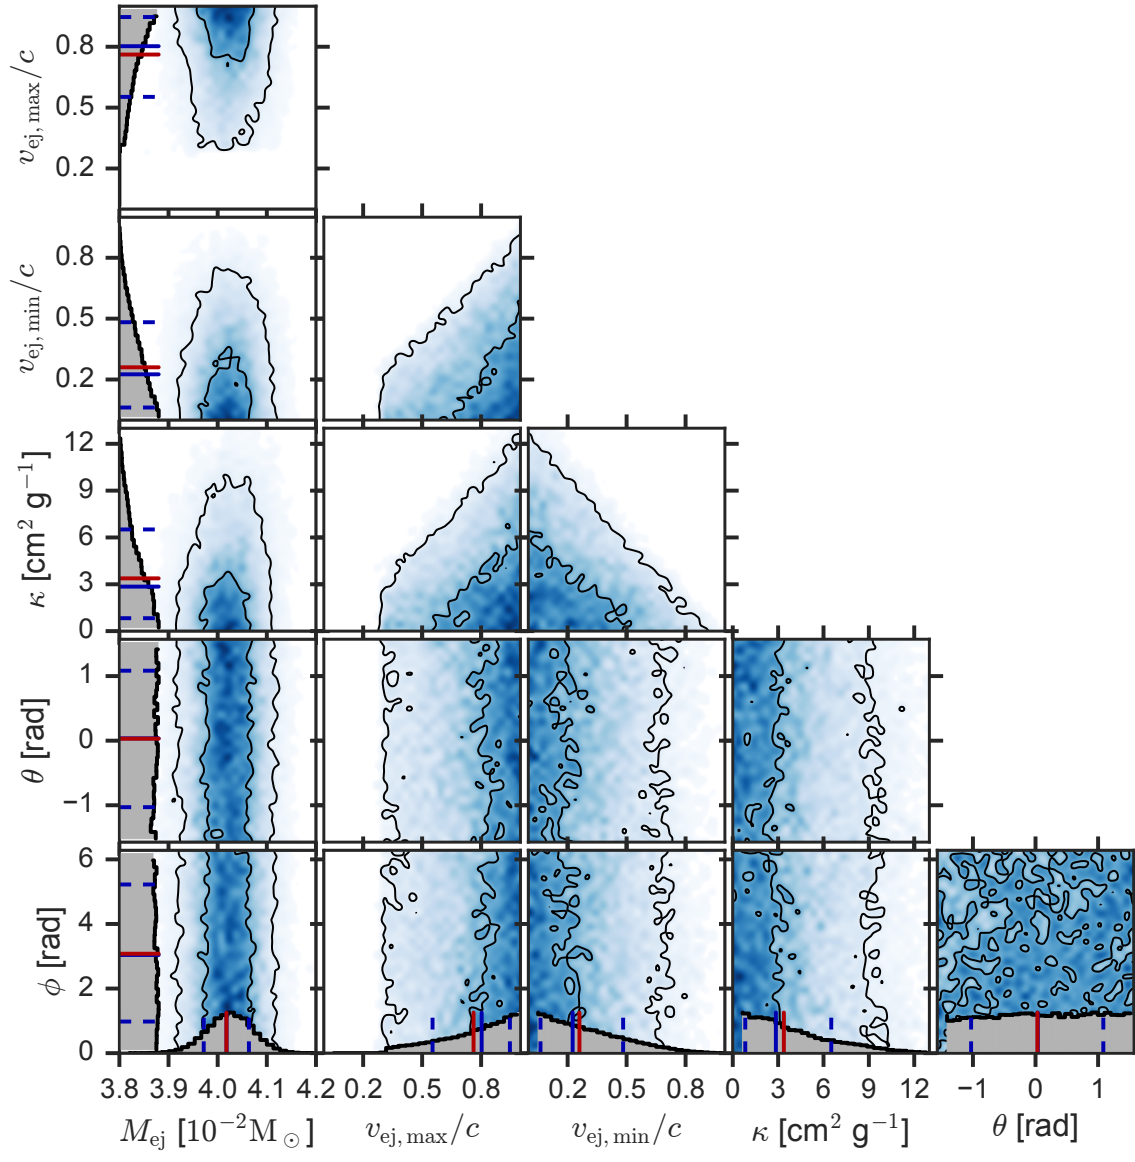 v_ej,max/c
0.8
0.5
0.2
v_ej,min/c
0.8
0.5
0.2
κ [cm² g⁻¹]
12
9
6
3
0
θ [rad]
1
0
−1
ϕ [rad]
6
4
2
0
3.8 3.9 4.0 4.1 4.2 0.2 0.5 0.8 0.2 0.5 0.8 0 3 6 9 12 −1 0 1
M_ej [10⁻²M_⊙] v_ej,max/c v_ej,min/c κ [cm² g⁻¹] θ [rad]